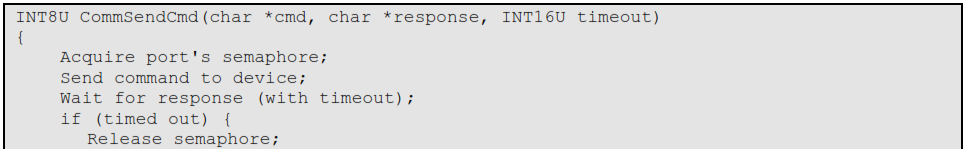 INT8U CommSendCmd(char *cmd, char *response, INT16U timeout)
{
    Acquire port's semaphore;
    Send command to device;
    Wait for response (with timeout);
    if (timed out) {
        Release semaphore;